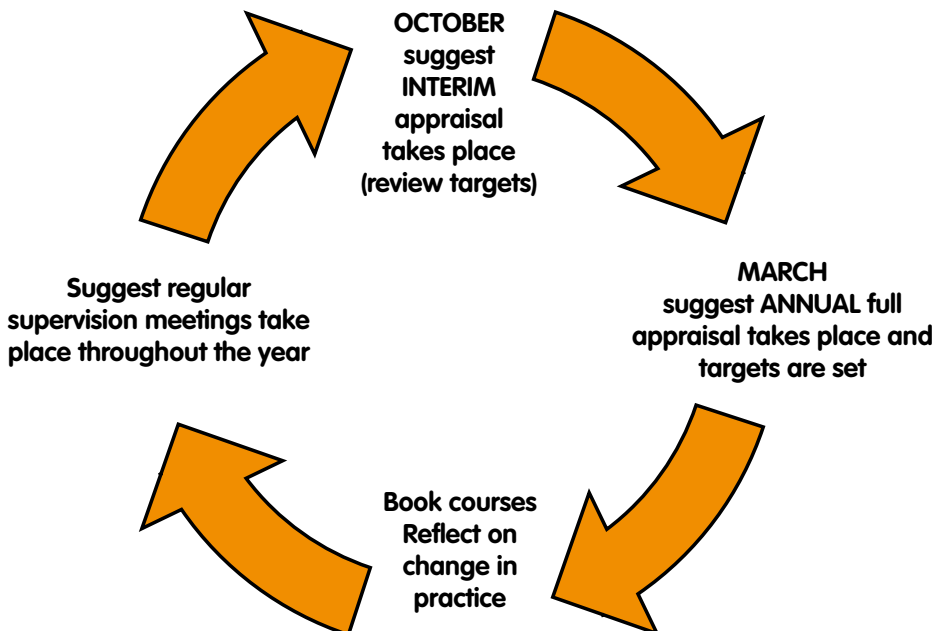 OCTOBER
suggest
INTERIM
appraisal
takes place
(review targets)
MARCH
suggest ANNUAL full
appraisal takes place and
targets are set
Book courses
Reflect on
change in
practice
Suggest regular
supervision meetings take
place throughout the year